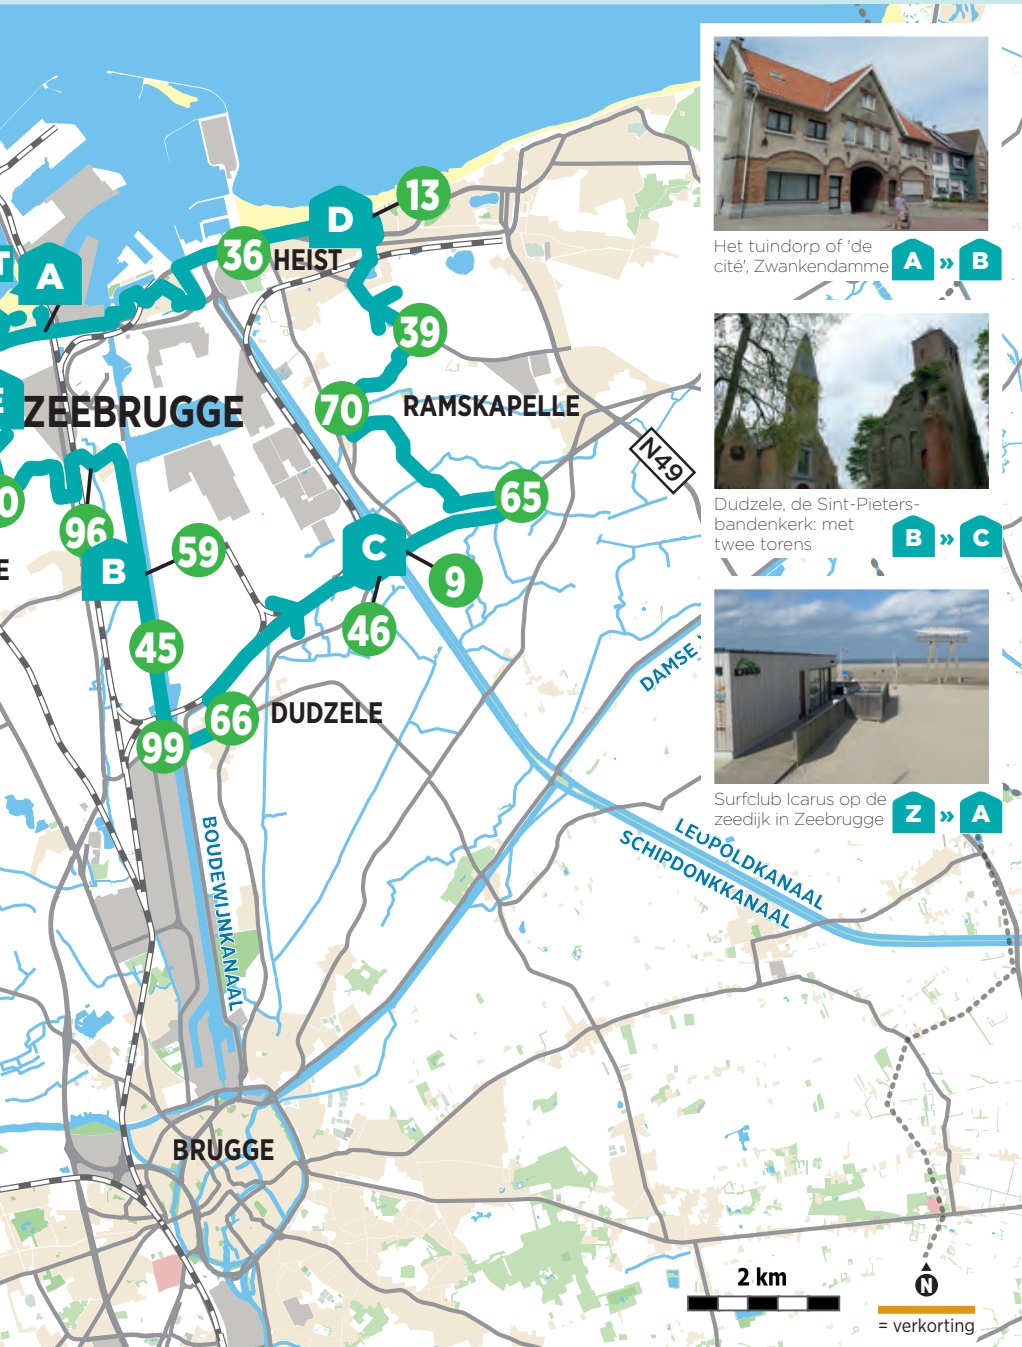 13
D
36
HEIST
T
A
39
E
ZEEBRUGGE
70
RAMSKAPELLE
N49
65
0
96
59
C
B
9
E
46
45
DAMSE
66
DUDZELE
99
BOUDEWIJNKANAAL
LEOPOLDKANAAL
SCHIPDONKKANAAL
BRUGGE
Het tuindorp of 'de
cité', Zwankendamme
A » B
Dudzele, de Sint-Pieters-
bandenkerk: met
twee torens
B » C
Surfclub Icarus op de
zeedijk in Zeebrugge
Z » A
2 km
N
= verkorting